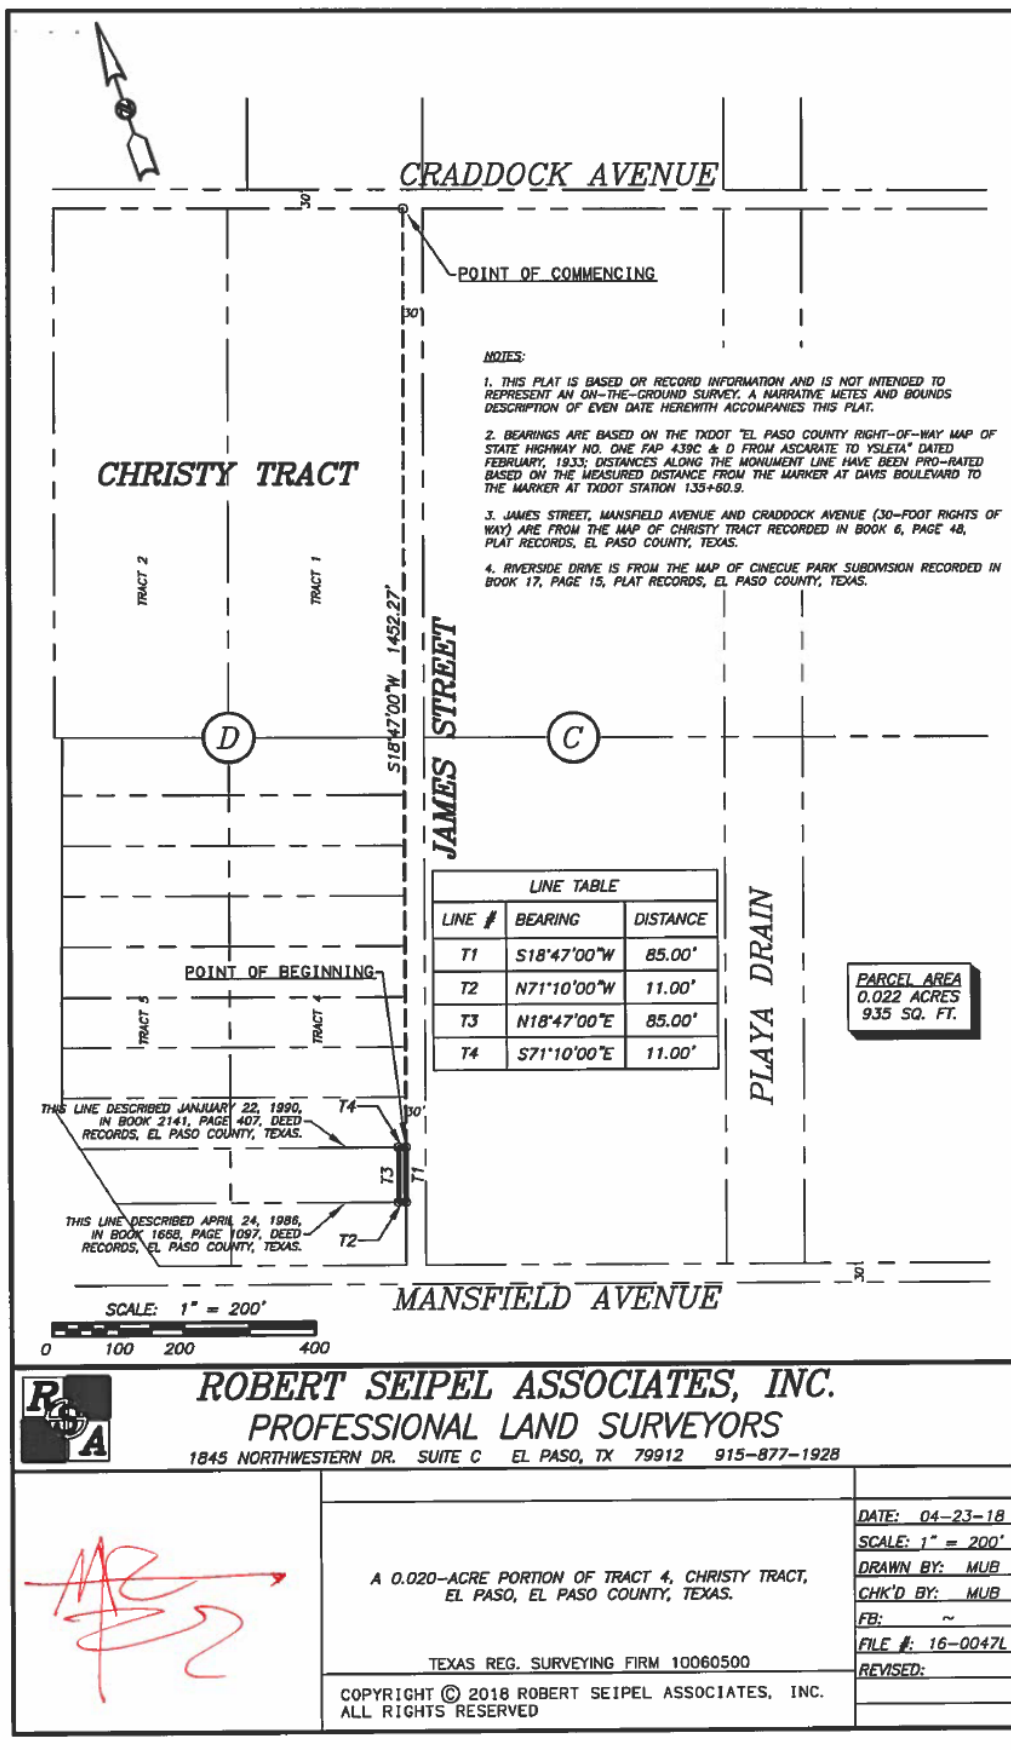 CRADDOCK AVENUE
30'
POINT OF COMMENCING
30'
NOTES:
1. THIS PLAT IS BASED OR RECORD INFORMATION AND IS NOT INTENDED TO
REPRESENT AN ON-THE-GROUND SURVEY. A NARRATIVE METES AND BOUNDS
DESCRIPTION OF EVEN DATE HEREWITH ACCOMPANIES THIS PLAT.
2. BEARINGS ARE BASED ON THE TXDOT "EL PASO COUNTY RIGHT-OF-WAY MAP OF
STATE HIGHWAY NO. ONE FAP 439C & D FROM ASCARATE TO YSLETA" DATED
FEBRUARY, 1933; DISTANCES ALONG THE MONUMENT LINE HAVE BEEN PRO-RATED
BASED ON THE MEASURED DISTANCE FROM THE MARKER AT DAVIS BOULEVARD TO
THE MARKER AT TXDOT STATION 135+60.9.
3. JAMES STREET, MANSFIELD AVENUE AND CRADDOCK AVENUE (30-FOOT RIGHTS OF
WAY) ARE FROM THE MAP OF CHRISTY TRACT RECORDED IN BOOK 6, PAGE 48,
PLAT RECORDS, EL PASO COUNTY, TEXAS.
4. RIVERSIDE DRIVE IS FROM THE MAP OF CINECUE PARK SUBDIVISION RECORDED IN
BOOK 17, PAGE 15, PLAT RECORDS, EL PASO COUNTY, TEXAS.
CHRISTY TRACT
TRACT 2
TRACT 1
S18°47'00"W 1452.27'
JAMES STREET
D
C
LINE TABLE
LINE # BEARING DISTANCE
T1 S18°47'00"W 85.00'
T2 N71°10'00"W 11.00'
T3 N18°47'00"E 85.00'
T4 S71°10'00"E 11.00'
PLAYA DRAIN
PARCEL AREA
0.022 ACRES
935 SQ. FT.
POINT OF BEGINNING
TRACT 5
TRACT 4
THIS LINE DESCRIBED JANJUARY 22, 1990,
IN BOOK 2141, PAGE 407, DEED
RECORDS, EL PASO COUNTY, TEXAS.
T4
30'
T3
T1
THIS LINE DESCRIBED APRIL 24, 1986,
IN BOOK 1668, PAGE 1097, DEED
RECORDS, EL PASO COUNTY, TEXAS.
T2
30'
MANSFIELD AVENUE
SCALE: 1" = 200'
0 100 200 400
R S A
ROBERT SEIPEL ASSOCIATES, INC.
PROFESSIONAL LAND SURVEYORS
1845 NORTHWESTERN DR. SUITE C EL PASO, TX 79912 915-877-1928
A 0.020-ACRE PORTION OF TRACT 4, CHRISTY TRACT,
EL PASO, EL PASO COUNTY, TEXAS.
TEXAS REG. SURVEYING FIRM 10060500
COPYRIGHT © 2018 ROBERT SEIPEL ASSOCIATES, INC.
ALL RIGHTS RESERVED
DATE: 04-23-18
SCALE: 1" = 200'
DRAWN BY: MUB
CHK'D BY: MUB
FB: ~
FILE #: 16-0047L
REVISED: